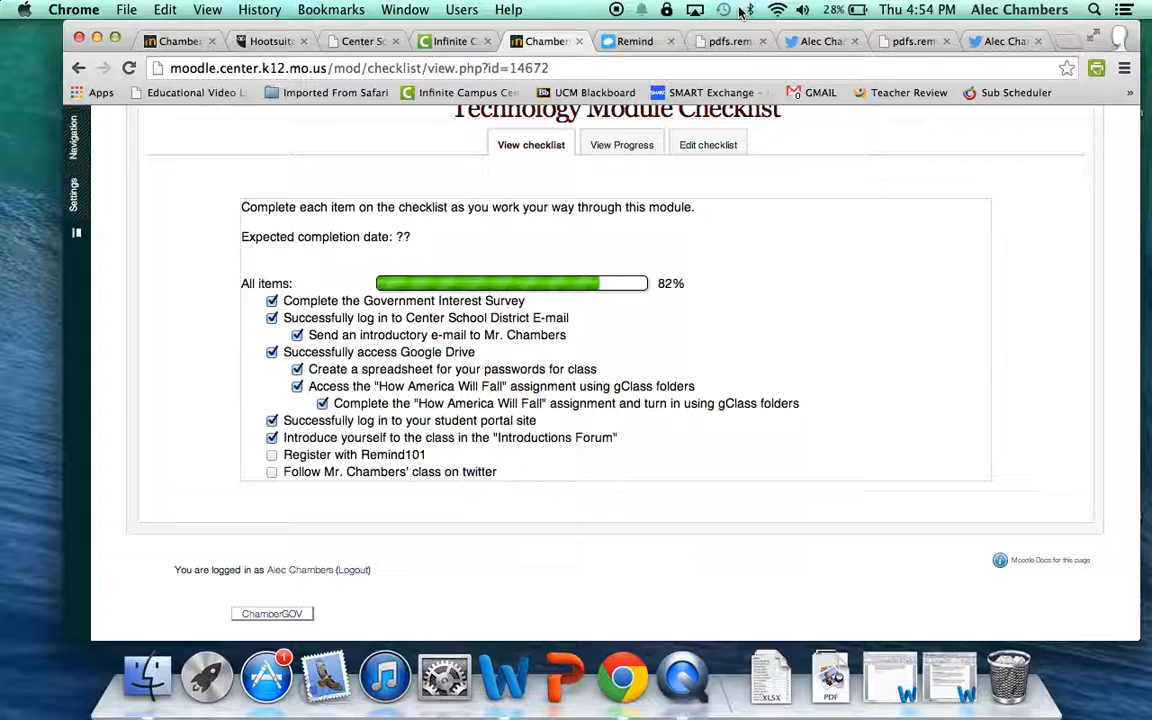 Chrome File Edit View History Bookmarks Window Users Help 28% Thu 4:54 PM Alec Chambers
Chamber Hootsuite Center Sc Infinite C Chamber Remind pdfs.rem Alec Cha pdfs.rem Alec Cha
moodle.center.k12.mo.us/mod/checklist/view.php?id=14672
Apps Educational Video L Imported From Safari Infinite Campus Cen UCM Blackboard SMART Exchange - GMAIL Teacher Review Sub Scheduler »
Navigation
Settings
Technology Module Checklist
View checklist View Progress Edit checklist
Complete each item on the checklist as you work your way through this module.
Expected completion date: ??
All items: 82%
Complete the Government Interest Survey
Successfully log in to Center School District E-mail
Send an introductory e-mail to Mr. Chambers
Successfully access Google Drive
Create a spreadsheet for your passwords for class
Access the "How America Will Fall" assignment using gClass folders
Complete the "How America Will Fall" assignment and turn in using gClass folders
Successfully log in to your student portal site
Introduce yourself to the class in the "Introductions Forum"
Register with Remind101
Follow Mr. Chambers' class on twitter
You are logged in as Alec Chambers (Logout)
Moodle Docs for this page
ChamberGOV
1
XLSX PDF